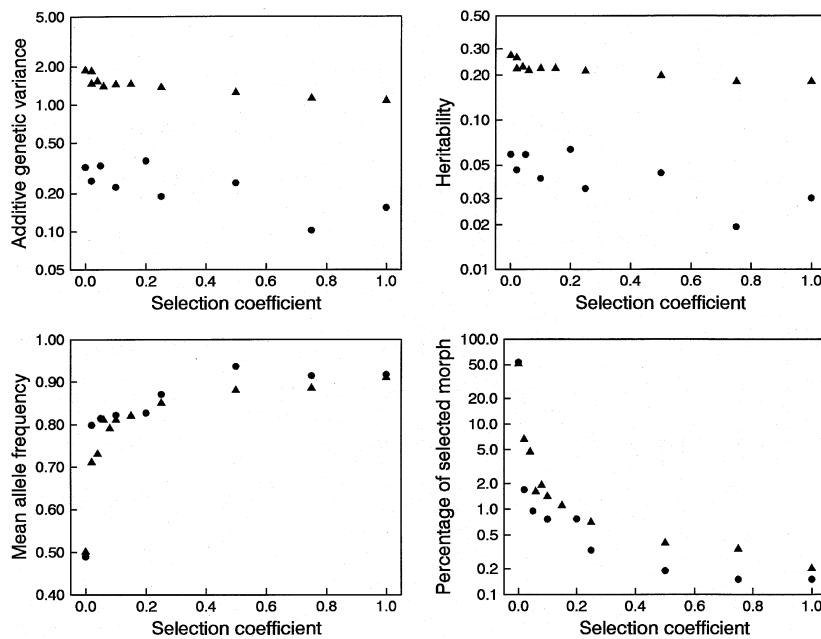 Additive genetic variance
5.00
2.00
1.00
0.50
0.20
0.10
0.05
0.0 0.2 0.4 0.6 0.8 1.0
Selection coefficient
Heritability
0.50
0.20
0.10
0.05
0.03
0.02
0.01
0.0 0.2 0.4 0.6 0.8 1.0
Selection coefficient
Mean allele frequency
1.00
0.90
0.80
0.70
0.60
0.50
0.40
0.0 0.2 0.4 0.6 0.8 1.0
Selection coefficient
Percentage of selected morph
100.0
50.0
10.0
5.0
2.0
1.0
0.5
0.2
0.1
0.0 0.2 0.4 0.6 0.8 1.0
Selection coefficient